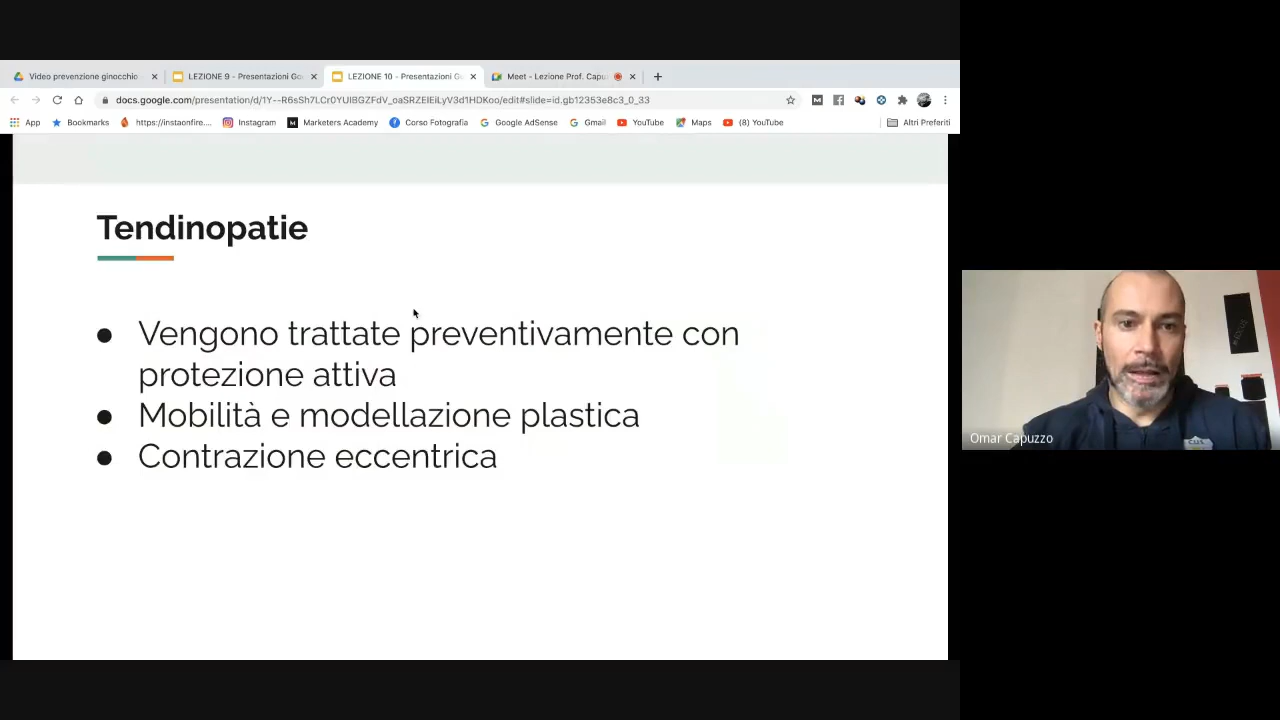 Video prevenzione ginocchio
LEZIONE 9 - Presentazioni Go
LEZIONE 10 - Presentazioni G
Meet - Lezione Prof. Capu
docs.google.com/presentation/d/1Y--R6sSh7LCr0YUIBGZFdV_oaSRZEIEiLyV3d1HDKoo/edit#slide=id.gb12353e8c3_0_33
App
Bookmarks
https://instaonfire....
Instagram
Marketers Academy
Corso Fotografia
Google AdSense
Gmail
YouTube
Maps
(8) YouTube
Altri Preferiti
Tendinopatie
● Vengono trattate preventivamente con
protezione attiva
● Mobilità e modellazione plastica
● Contrazione eccentrica
Omar Capuzzo